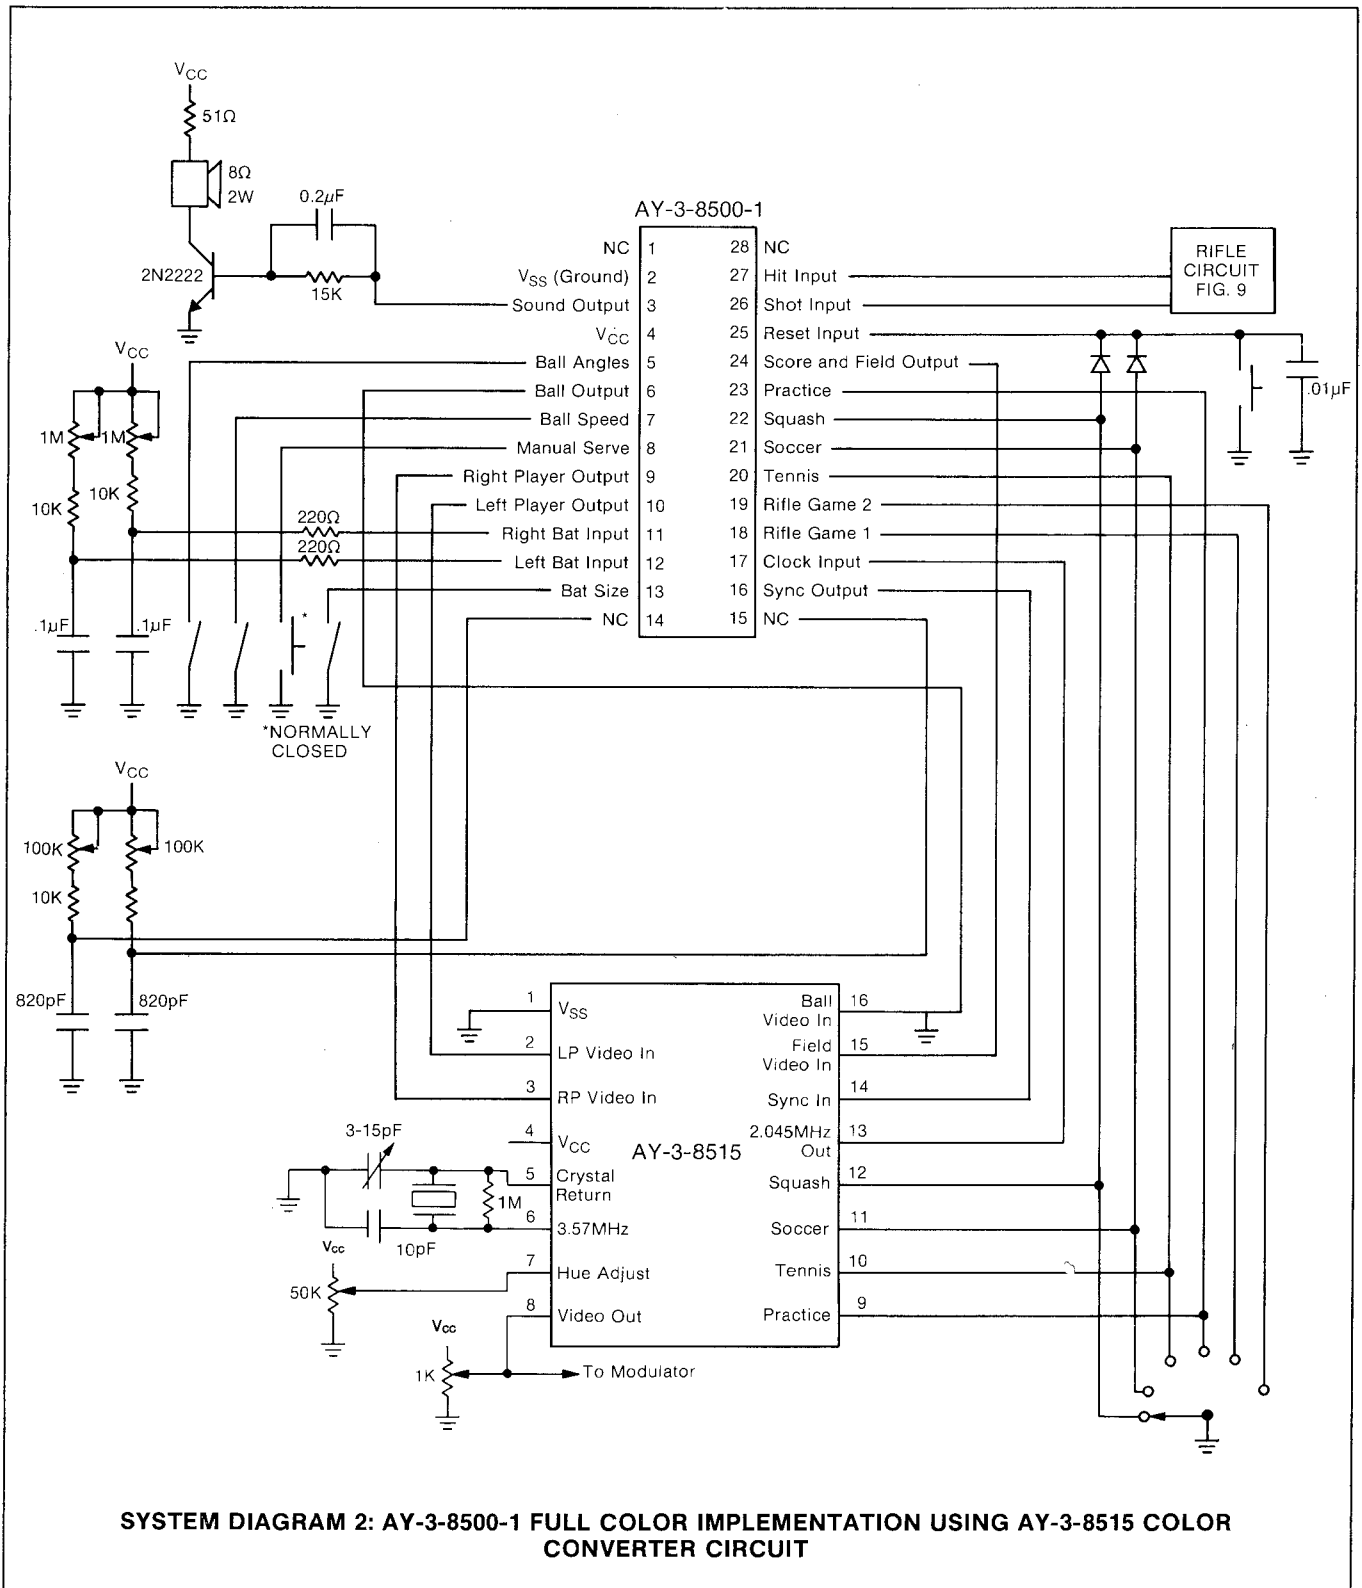 V_CC
51Ω
8Ω
2W
0.2µF
2N2222
15K
AY-3-8500-1
NC 1
V_SS (Ground) 2
Sound Output 3
V_CC 4
Ball Angles 5
Ball Output 6
Ball Speed 7
Manual Serve 8
Right Player Output 9
Left Player Output 10
Right Bat Input 11
Left Bat Input 12
Bat Size 13
NC 14
28 NC
27 Hit Input
26 Shot Input
25 Reset Input
24 Score and Field Output
23 Practice
22 Squash
21 Soccer
20 Tennis
19 Rifle Game 2
18 Rifle Game 1
17 Clock Input
16 Sync Output
15 NC
RIFLE
CIRCUIT
FIG. 9
.01µF
V_CC
1M
1M
10K
10K
220Ω
220Ω
.1µF
.1µF
*
*NORMALLY
CLOSED
V_CC
100K
100K
10K
820pF
820pF
AY-3-8515
1 V_SS
2 LP Video In
3 RP Video In
4 V_CC
5 Crystal
Return
6 3.57MHz
7 Hue Adjust
8 Video Out
Ball 16
Video In
Field 15
Video In
14
Sync In
2.045MHz 13
Out
Squash 12
Soccer 11
Tennis 10
Practice 9
3-15pF
1M
10pF
Vcc
50K
Vcc
1K
To Modulator
SYSTEM DIAGRAM 2: AY-3-8500-1 FULL COLOR IMPLEMENTATION USING AY-3-8515 COLOR
CONVERTER CIRCUIT